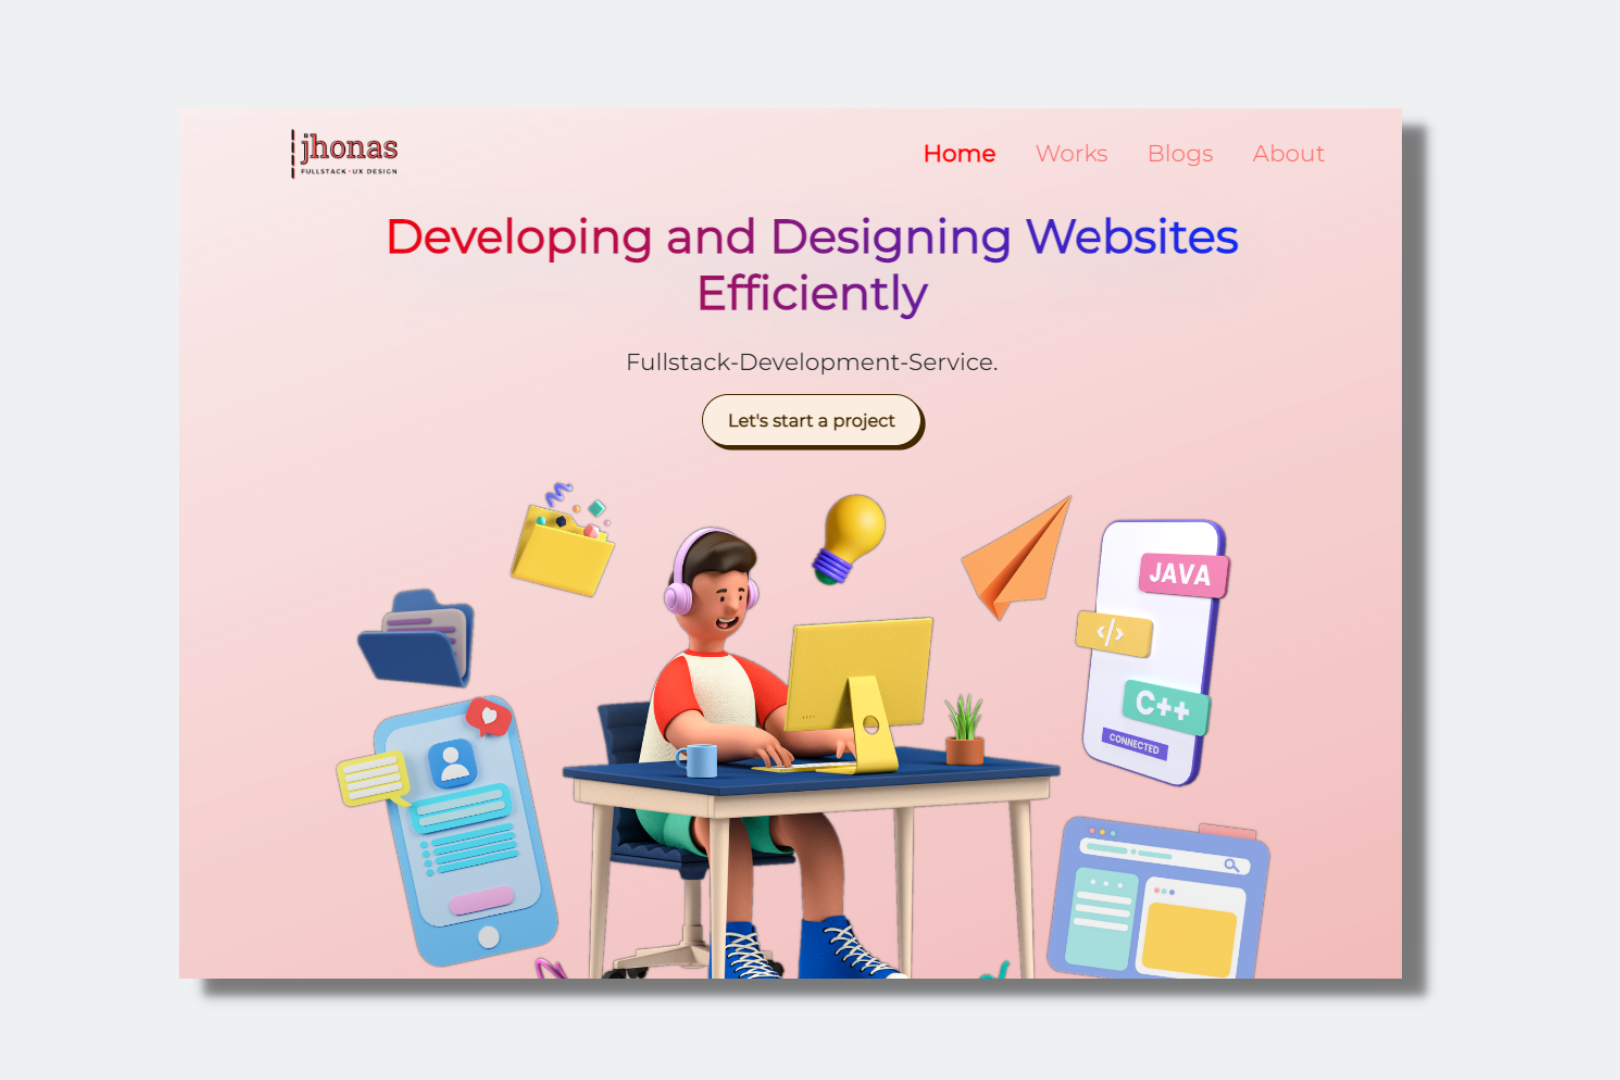 jhonas
FULLSTACK-UX DESIGN
Home Works Blogs About
Developing and Designing Websites
Efficiently
Fullstack-Development-Service.
Let's start a project
JAVA
</>
C++
CONNECTED